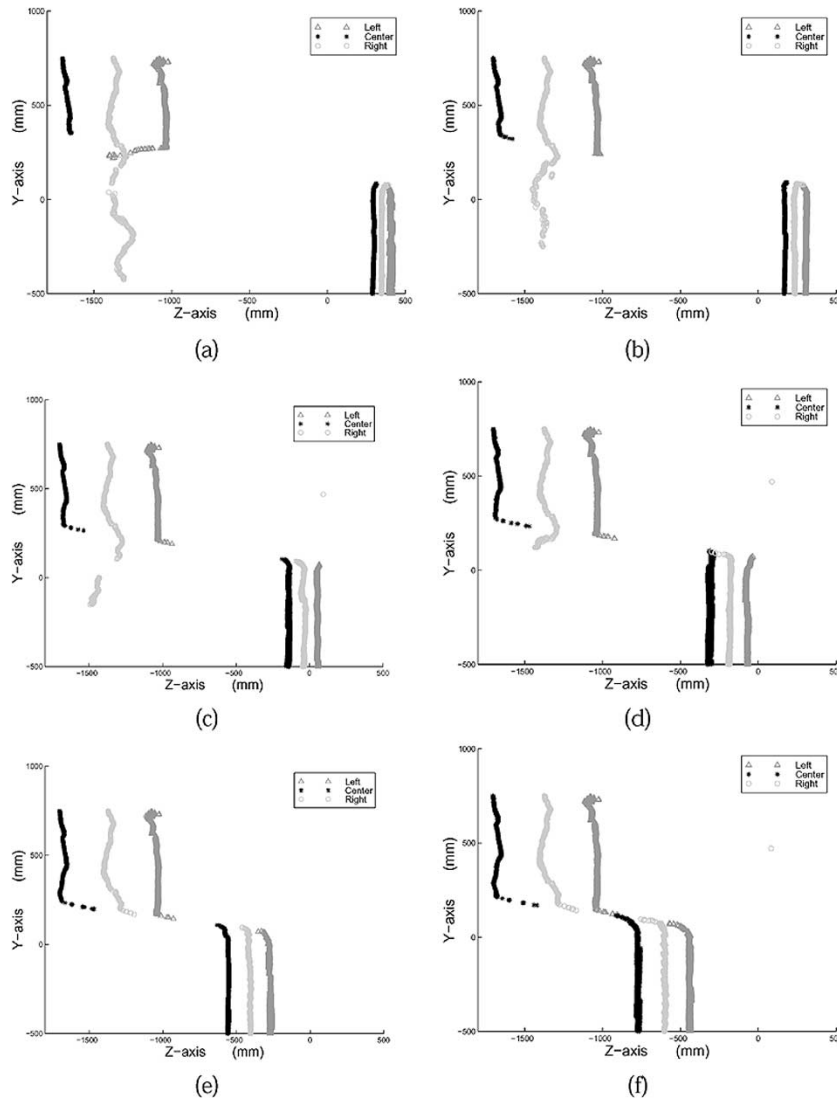 1000
Left
Center
Right
500
Y-axis (mm)
0
−500
−1500 −1000 −500 0 500
Z-axis (mm)
(a)
1000
Left
Center
Right
500
Y-axis (mm)
0
−500
−1500 −1000 −500 0 50
Z-axis (mm)
(b)
1000
Left
Center
Right
500
Y-axis (mm)
0
−500
−1500 −1000 −500 0 500
Z-axis (mm)
(c)
1000
Left
Center
Right
500
Y-axis (mm)
0
−500
−1500 −1000 −500 0 50
Z-axis (mm)
(d)
1000
Left
Center
Right
500
Y-axis (mm)
0
−500
−1500 −1000 −500 0 500
Z-axis (mm)
(e)
1000
Left
Center
Right
500
Y-axis (mm)
0
−500
−1500 −1000 −500 0 50
Z-axis (mm)
(f)